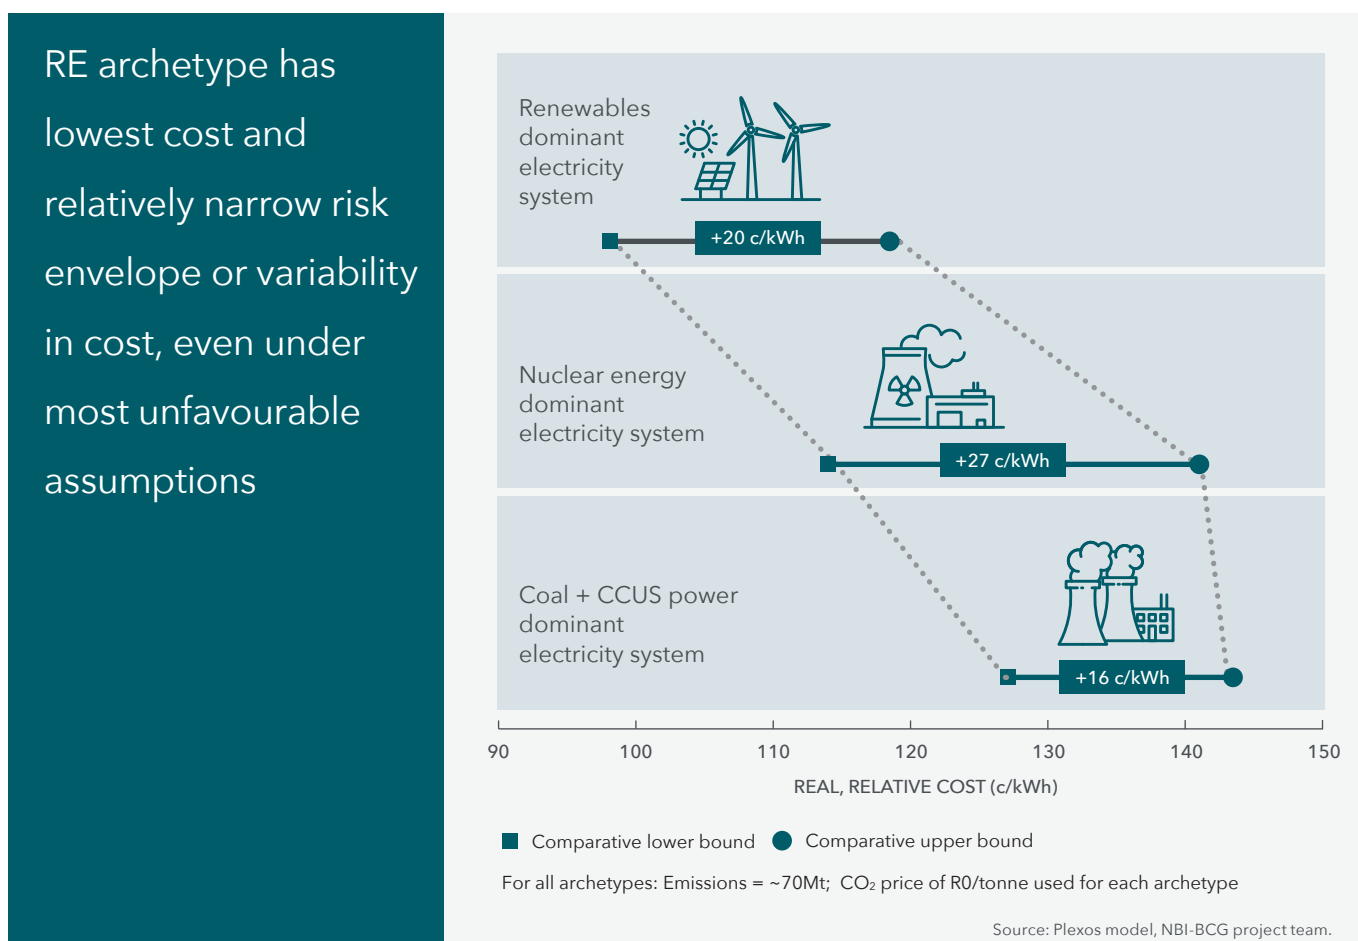 RE archetype has
lowest cost and
relatively narrow risk
envelope or variability
in cost, even under
most unfavourable
assumptions
Renewables
dominant
electricity
system
+20 c/kWh
Nuclear energy
dominant
electricity system
+27 c/kWh
Coal + CCUS power
dominant
electricity system
+16 c/kWh
90 100 110 120 130 140 150
REAL, RELATIVE COST (c/kWh)
Comparative lower bound Comparative upper bound
For all archetypes: Emissions = ~70Mt; CO₂ price of R0/tonne used for each archetype
Source: Plexos model, NBI-BCG project team.